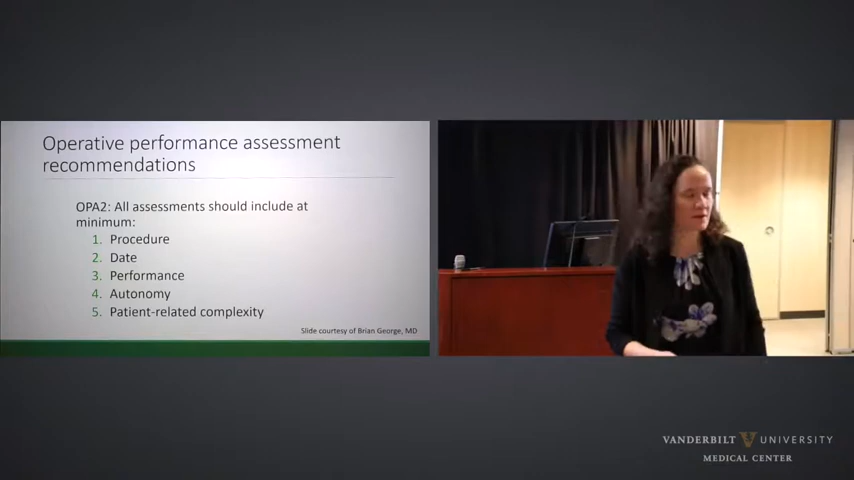 Operative performance assessment
recommendations
OPA2: All assessments should include at
minimum:
1. Procedure
2. Date
3. Performance
4. Autonomy
5. Patient-related complexity
Slide courtesy of Brian George, MD
VANDERBILT V UNIVERSITY
MEDICAL CENTER